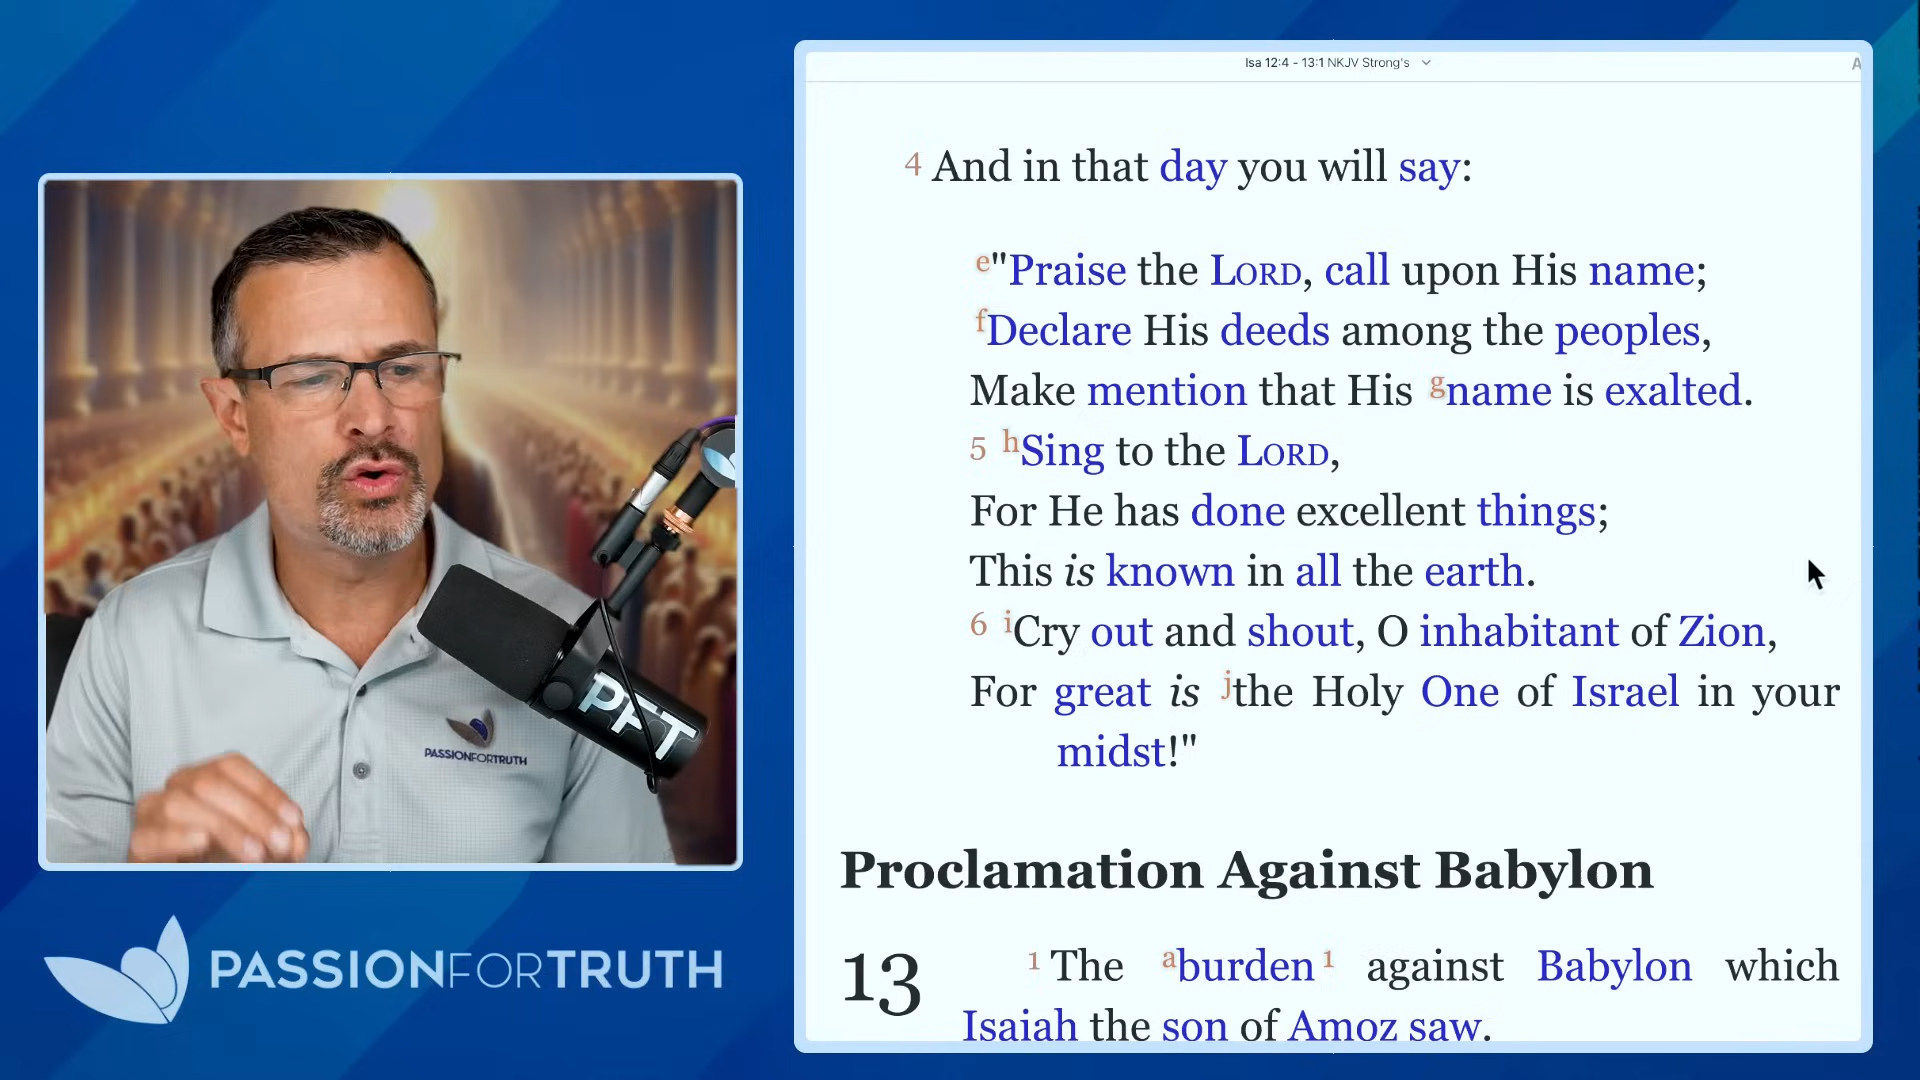 Isa 12:4 - 13:1 NKJV Strong's
A
4 And in that day you will say:
e"Praise the LORD, call upon His name;
fDeclare His deeds among the peoples,
Make mention that His gname is exalted.
5 hSing to the LORD,
For He has done excellent things;
This is known in all the earth.
6 iCry out and shout, O inhabitant of Zion,
For great is jthe Holy One of Israel in your
midst!"
Proclamation Against Babylon
13 1 The aburden1 against Babylon which
Isaiah the son of Amoz saw.
PFT
PASSIONFORTRUTH
PASSIONFORTRUTH